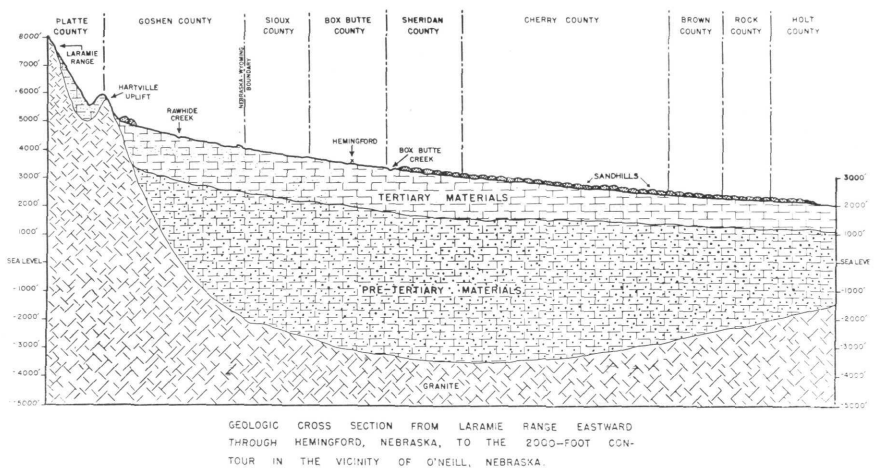 PLATTE COUNTY
GOSHEN COUNTY
SIOUX COUNTY
BOX BUTTE COUNTY
SHERIDAN COUNTY
CHERRY COUNTY
BROWN COUNTY
ROCK COUNTY
HOLT COUNTY
8000'
LARAMIE RANGE
7000'
HARTVILLE UPLIFT
NEBRASKA-WYOMING BOUNDARY
6000'
RAWHIDE CREEK
5000'
HEMINGFORD
BOX BUTTE CREEK
4000'
SANDHILLS
3000'
3000'
TERTIARY MATERIALS
2000'
2000'
1000'
1000'
SEA LEVEL
SEA LEVEL
-1000'
PRE-TERTIARY MATERIALS
-1000'
-2000'
-2000'
-3000'
-3000'
-4000'
GRANITE
-4000'
-5000'
-5000'
GEOLOGIC CROSS SECTION FROM LARAMIE RANGE EASTWARD
THROUGH HEMINGFORD, NEBRASKA, TO THE 2000-FOOT CON-
TOUR IN THE VICINITY OF O'NEILL, NEBRASKA.